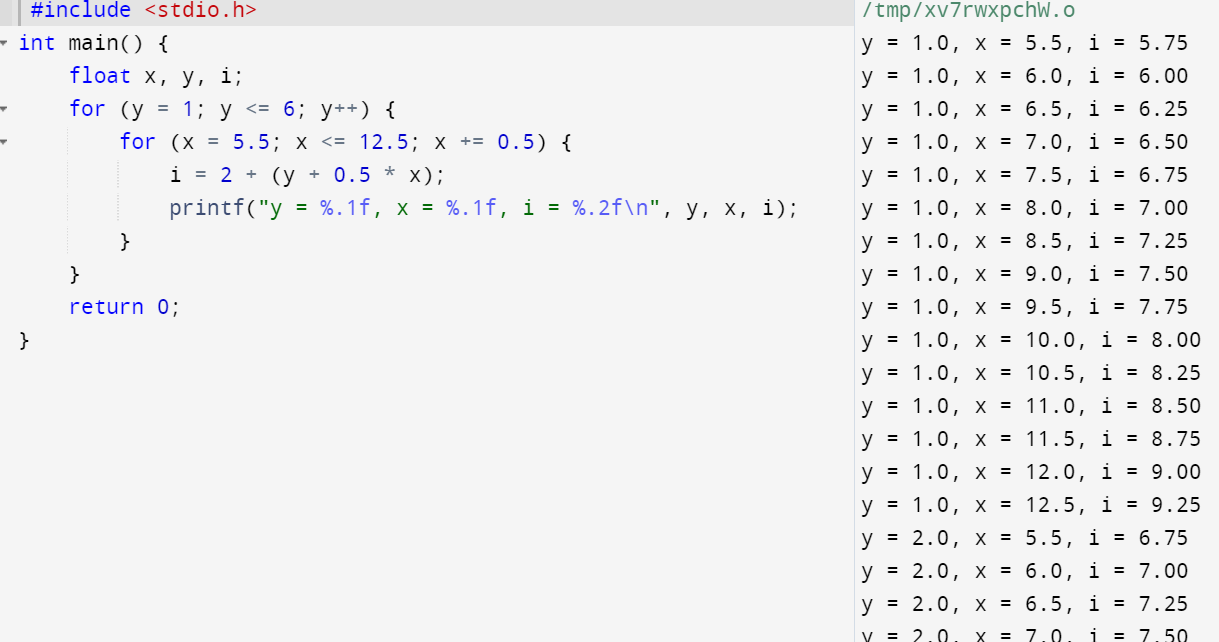 #include <stdio.h>
int main() {
    float x, y, i;
    for (y = 1; y <= 6; y++) {
        for (x = 5.5; x <= 12.5; x += 0.5) {
            i = 2 + (y + 0.5 * x);
            printf("y = %.1f, x = %.1f, i = %.2f\n", y, x, i);
        }
    }
    return 0;
}
/tmp/xv7rwxpchW.o
y = 1.0, x = 5.5, i = 5.75
y = 1.0, x = 6.0, i = 6.00
y = 1.0, x = 6.5, i = 6.25
y = 1.0, x = 7.0, i = 6.50
y = 1.0, x = 7.5, i = 6.75
y = 1.0, x = 8.0, i = 7.00
y = 1.0, x = 8.5, i = 7.25
y = 1.0, x = 9.0, i = 7.50
y = 1.0, x = 9.5, i = 7.75
y = 1.0, x = 10.0, i = 8.00
y = 1.0, x = 10.5, i = 8.25
y = 1.0, x = 11.0, i = 8.50
y = 1.0, x = 11.5, i = 8.75
y = 1.0, x = 12.0, i = 9.00
y = 1.0, x = 12.5, i = 9.25
y = 2.0, x = 5.5, i = 6.75
y = 2.0, x = 6.0, i = 7.00
y = 2.0, x = 6.5, i = 7.25
y = 2.0, x = 7.0, i = 7.50